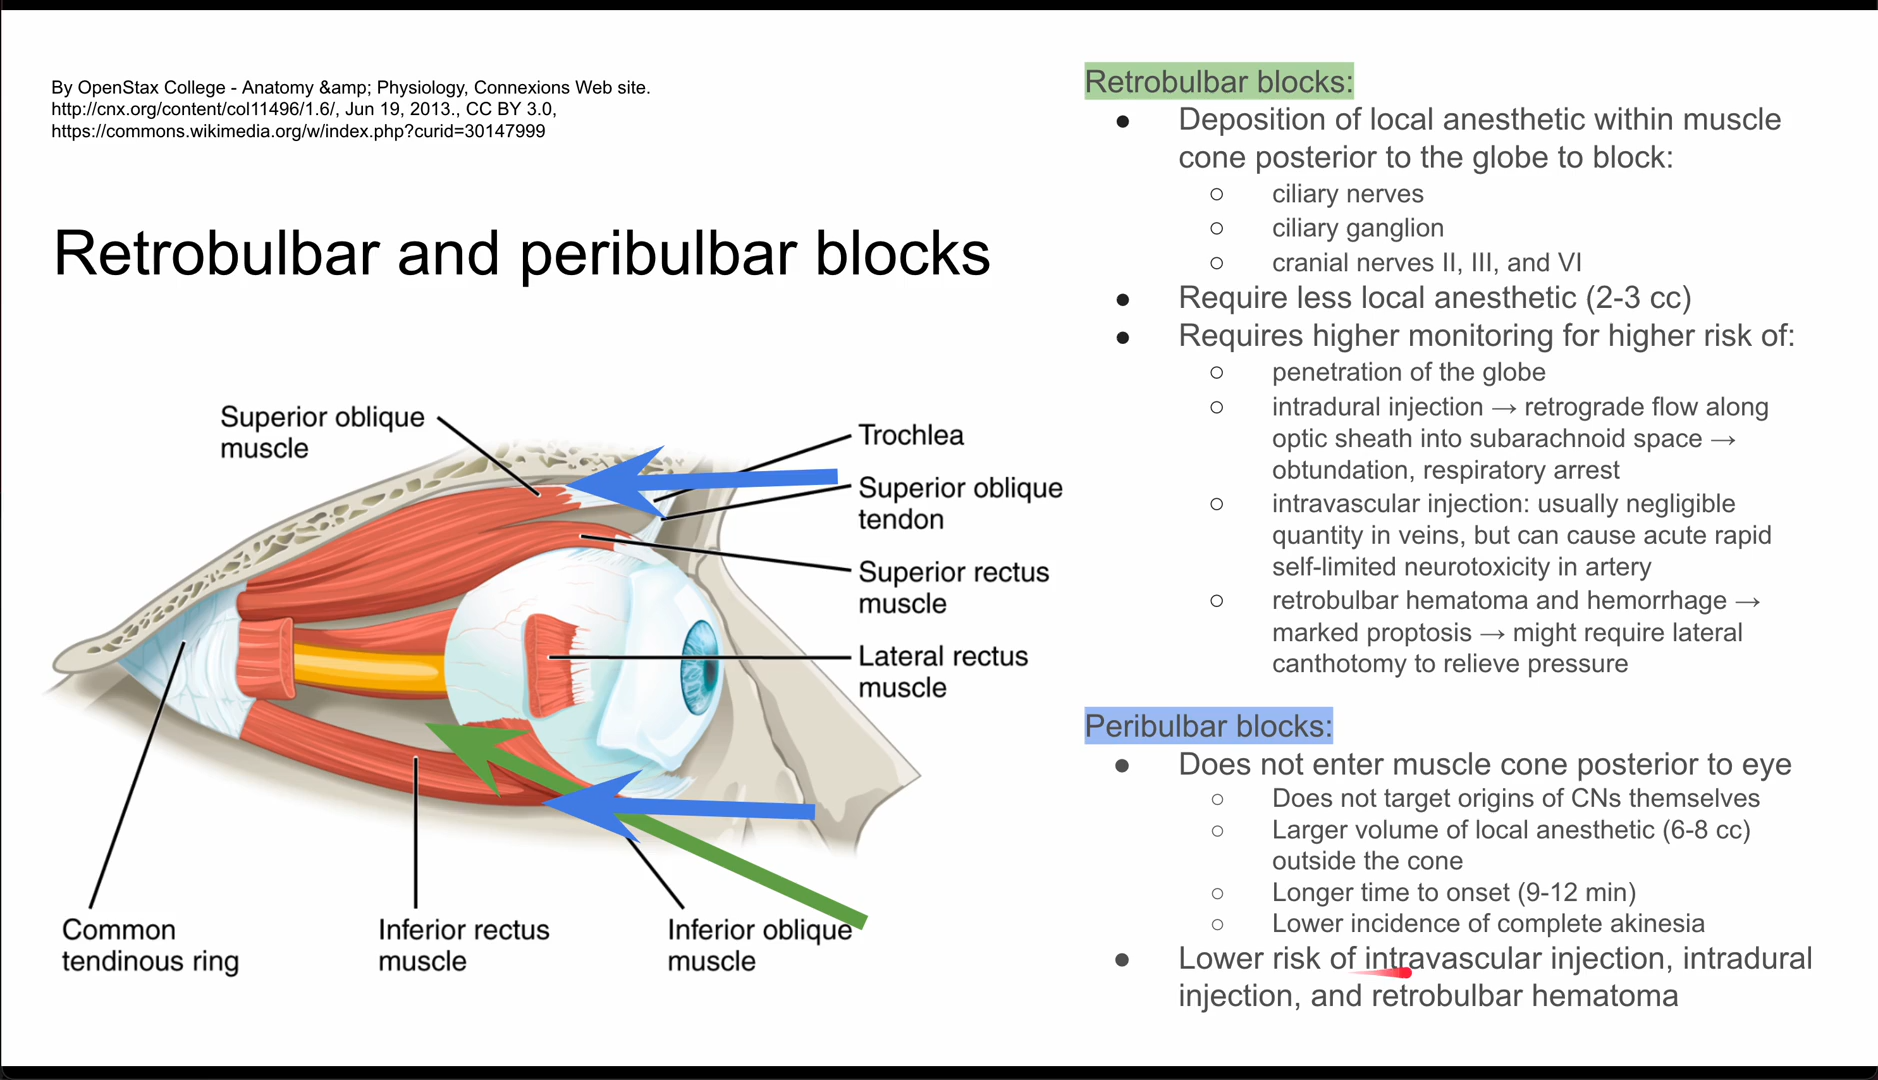 By OpenStax College - Anatomy &amp; Physiology, Connexions Web site.
http://cnx.org/content/col11496/1.6/, Jun 19, 2013., CC BY 3.0,
https://commons.wikimedia.org/w/index.php?curid=30147999
Retrobulbar and peribulbar blocks
Superior oblique
muscle
Trochlea
Superior oblique
tendon
Superior rectus
muscle
Lateral rectus
muscle
Common
tendinous ring
Inferior rectus
muscle
Inferior oblique
muscle
Retrobulbar blocks:
● Deposition of local anesthetic within muscle
cone posterior to the globe to block:
○ ciliary nerves
○ ciliary ganglion
○ cranial nerves II, III, and VI
● Require less local anesthetic (2-3 cc)
● Requires higher monitoring for higher risk of:
○ penetration of the globe
○ intradural injection → retrograde flow along
optic sheath into subarachnoid space →
obtundation, respiratory arrest
○ intravascular injection: usually negligible
quantity in veins, but can cause acute rapid
self-limited neurotoxicity in artery
○ retrobulbar hematoma and hemorrhage →
marked proptosis → might require lateral
canthotomy to relieve pressure
Peribulbar blocks:
● Does not enter muscle cone posterior to eye
○ Does not target origins of CNs themselves
○ Larger volume of local anesthetic (6-8 cc)
outside the cone
○ Longer time to onset (9-12 min)
○ Lower incidence of complete akinesia
● Lower risk of intravascular injection, intradural
injection, and retrobulbar hematoma